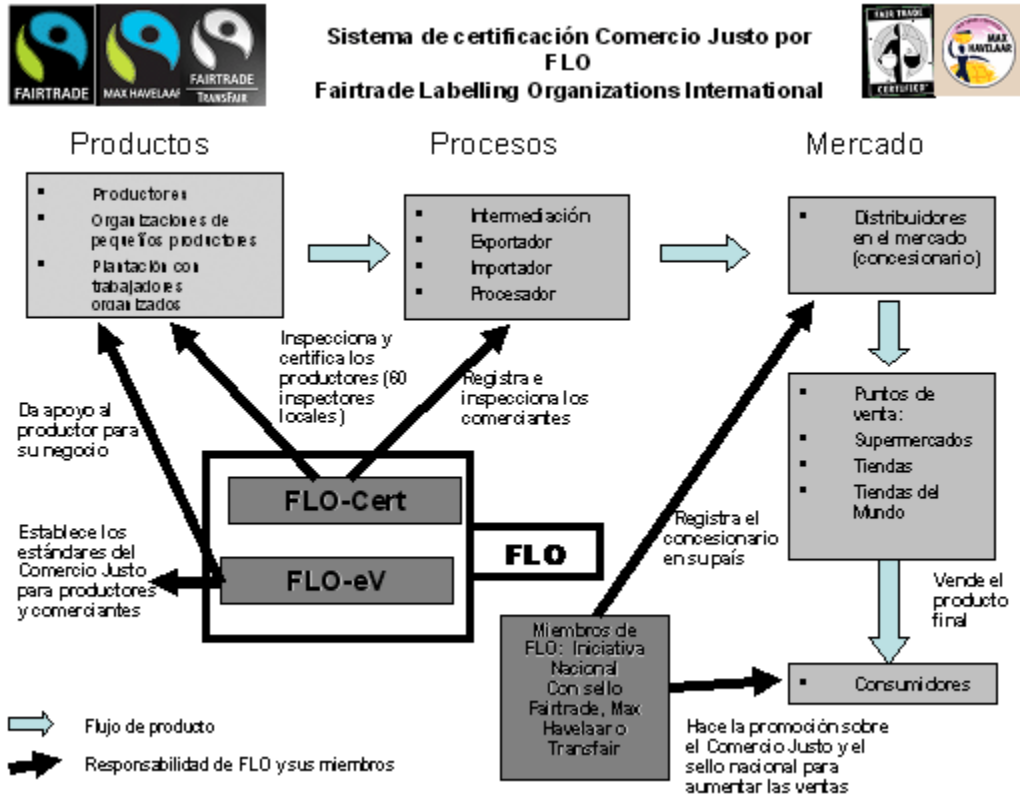 FAIRTRADE
MAX HAVELAAR
FAIRTRADE
TRANSFAIR
Sistema de certificación Comercio Justo por
FLO
Fairtrade Labelling Organizations International
FAIR TRADE
CERTIFIED
MAX
HAVELAAR
Productos
Procesos
Mercado
Productores
Organizaciones de
pequeños productores
Plantación con
trabajadores
organizados
Intermediación
Exportador
Importador
Procesador
Distribuidores
en el mercado
(concesionario)
Inspecciona y
certifica los
productores (60
inspectores
locales)
Registra e
inspecciona los
comerciantes
Da apoyo al
productor para
su negocio
Puntos de
venta:
Supermercados
Tiendas
Tiendas del
Mundo
FLO-Cert
FLO-eV
FLO
Establece los
estándares del
Comercio Justo
para productores
y comerciantes
Registra el
concesionario
en su país
Vende el
producto
final
Miembros de
FLO: Iniciativa
Nacional
Con sello
Fairtrade, Max
Havelaar o
Transfair
Consumidores
Hace la promoción sobre
el Comercio Justo y el
sello nacional para
aumentar las ventas
Flujo de producto
Responsabilidad de FLO y sus miembros